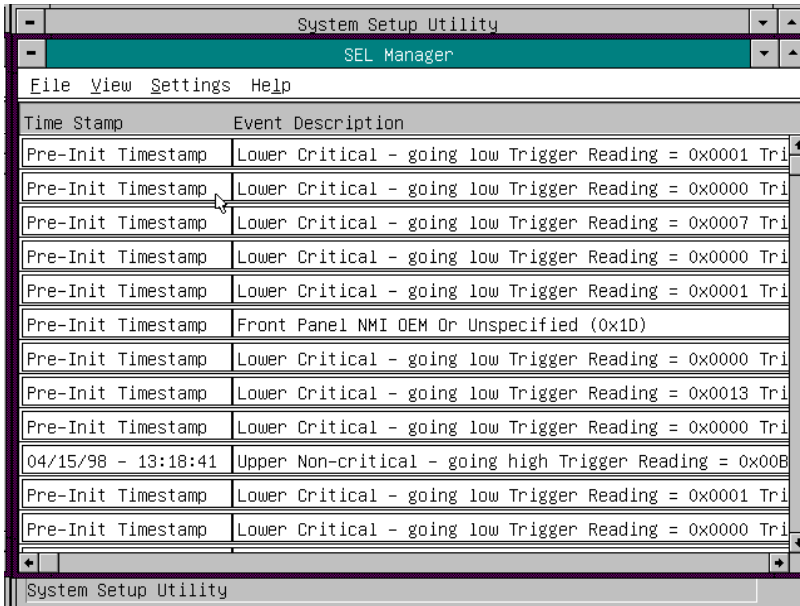 System Setup Utility
SEL Manager
File View Settings Help
Time Stamp Event Description
Pre-Init Timestamp Lower Critical - going low Trigger Reading = 0x0001 Tri
Pre-Init Timestamp Lower Critical - going low Trigger Reading = 0x0000 Tri
Pre-Init Timestamp Lower Critical - going low Trigger Reading = 0x0007 Tri
Pre-Init Timestamp Lower Critical - going low Trigger Reading = 0x0000 Tri
Pre-Init Timestamp Lower Critical - going low Trigger Reading = 0x0001 Tri
Pre-Init Timestamp Front Panel NMI OEM Or Unspecified (0x1D)
Pre-Init Timestamp Lower Critical - going low Trigger Reading = 0x0000 Tri
Pre-Init Timestamp Lower Critical - going low Trigger Reading = 0x0013 Tri
Pre-Init Timestamp Lower Critical - going low Trigger Reading = 0x0000 Tri
04/15/98 - 13:18:41 Upper Non-critical - going high Trigger Reading = 0x00B
Pre-Init Timestamp Lower Critical - going low Trigger Reading = 0x0001 Tri
Pre-Init Timestamp Lower Critical - going low Trigger Reading = 0x0000 Tri
System Setup Utility